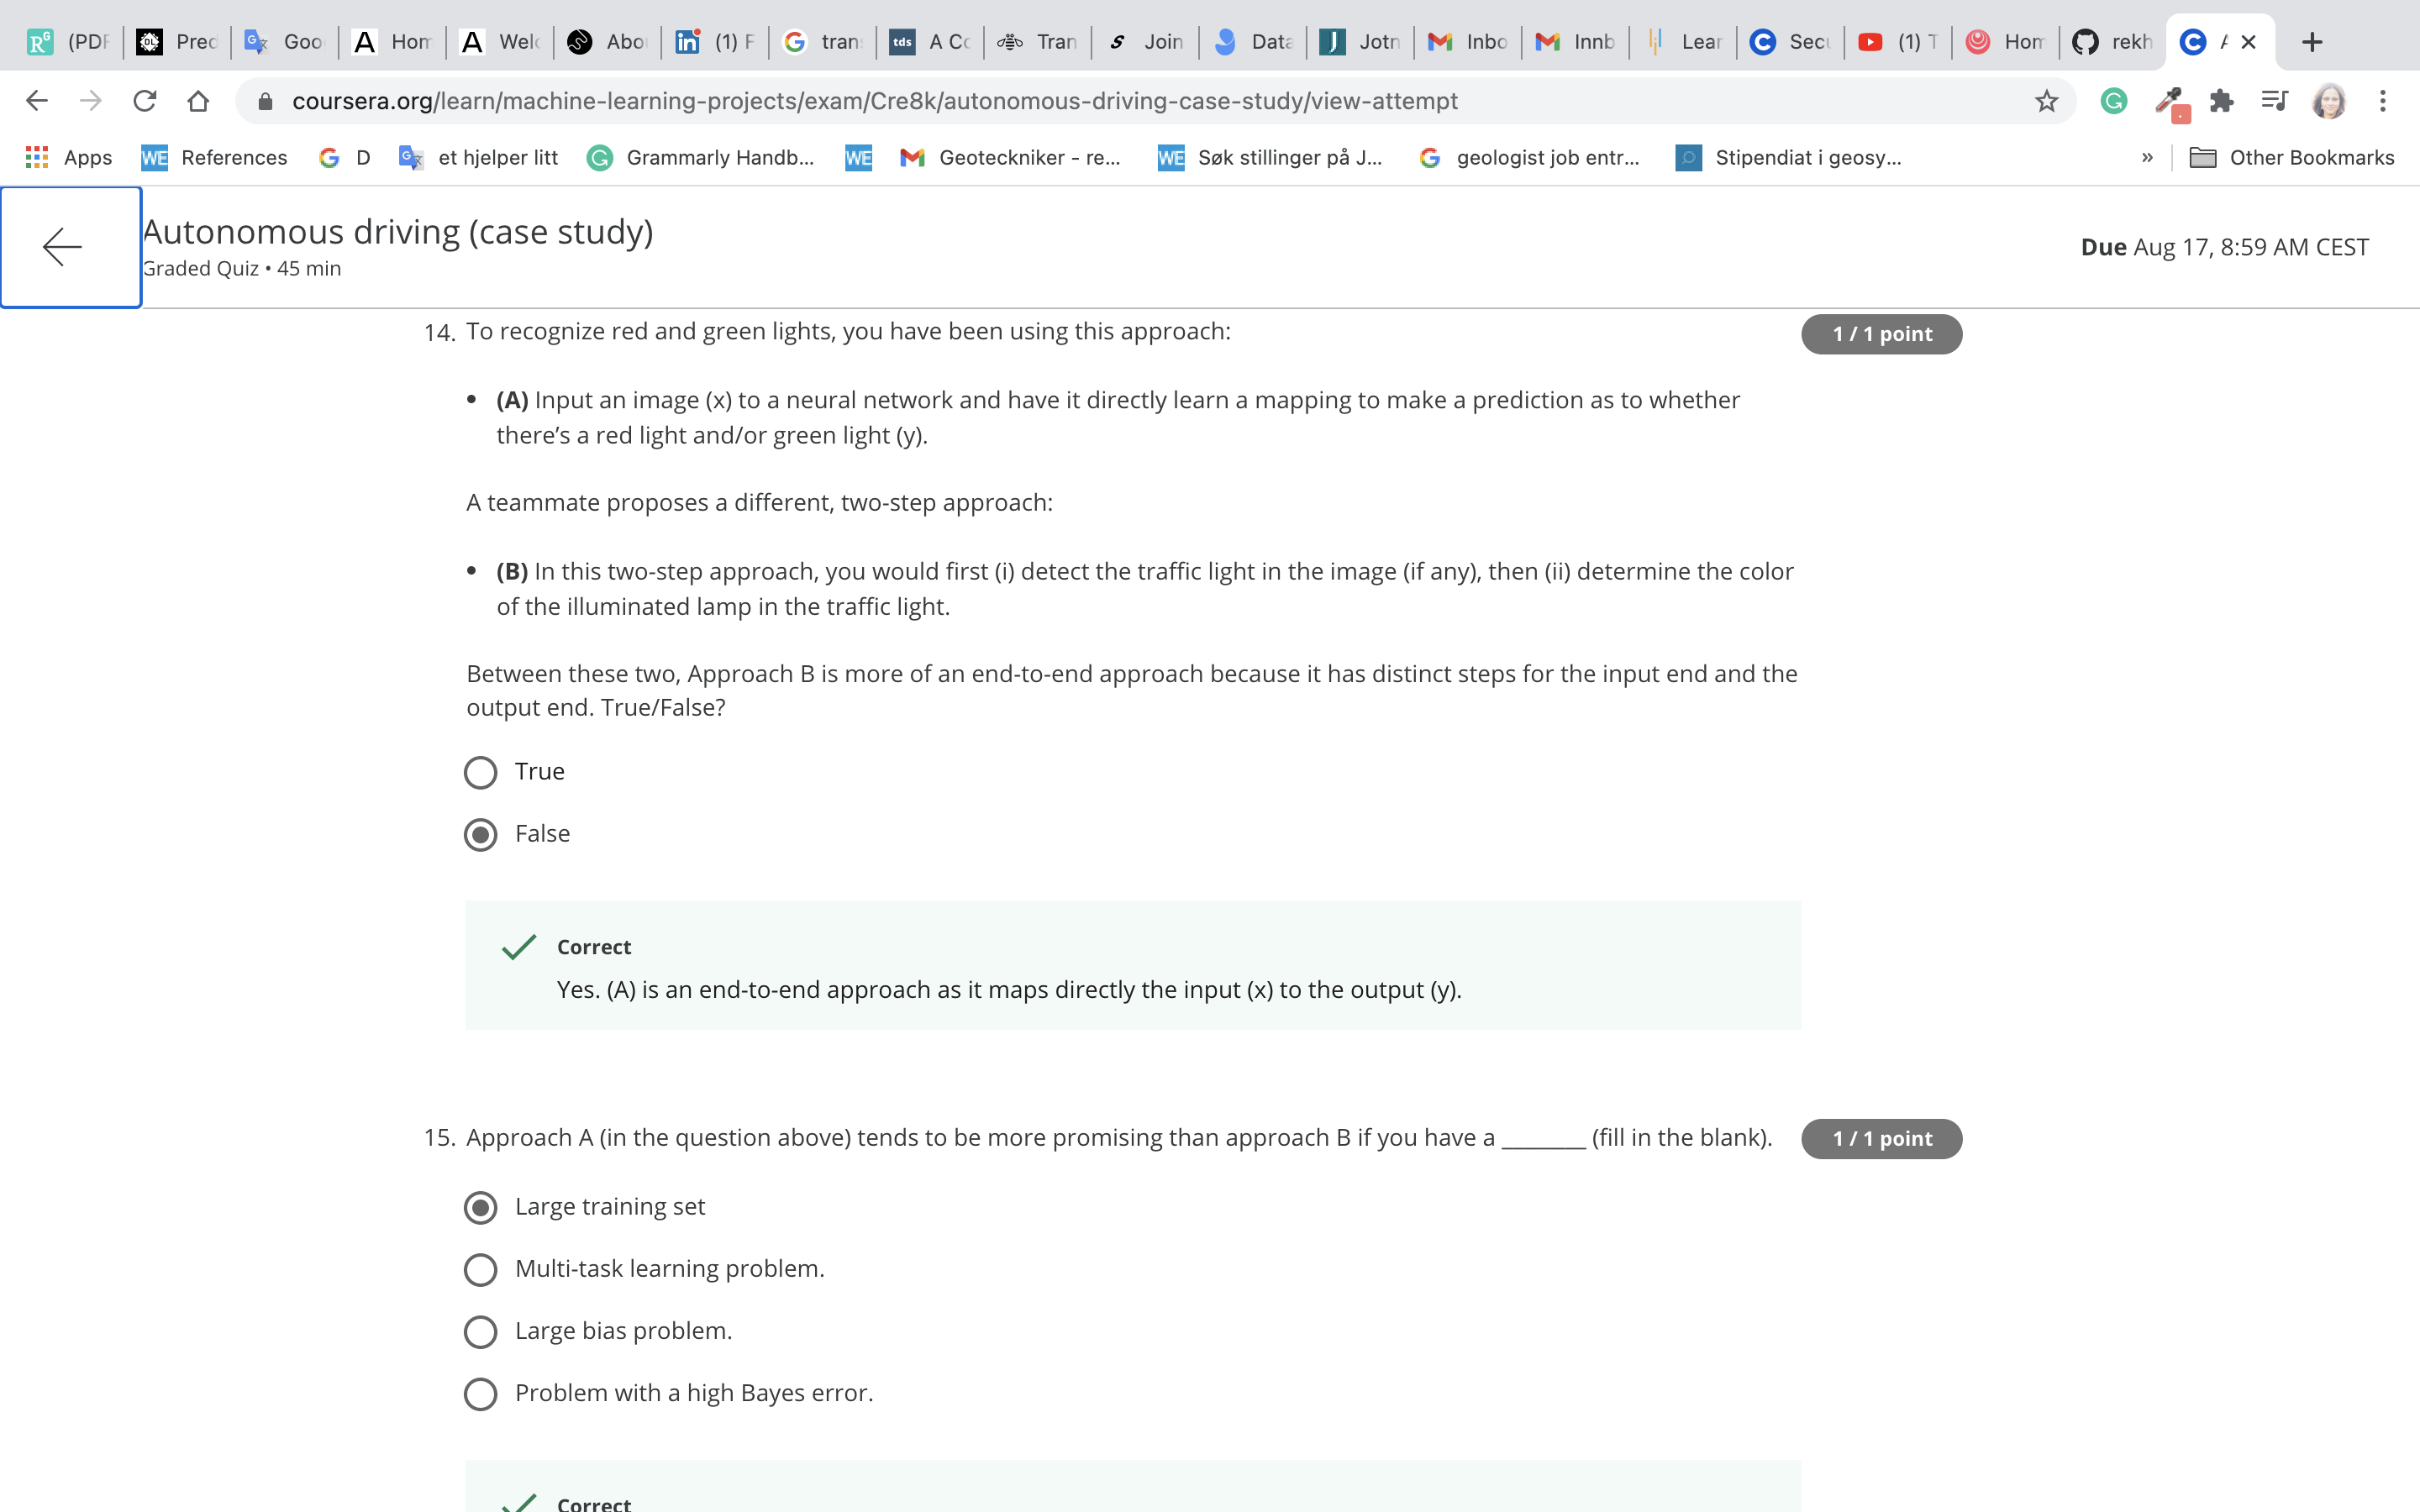 (PDF Pred Goo Hom Welc Abo (1) F tran A Co Tran Join Data Jotn Inbo Innb Lear Secu (1) T Hom rekh
coursera.org/learn/machine-learning-projects/exam/Cre8k/autonomous-driving-case-study/view-attempt
Apps WE References D et hjelper litt Grammarly Handb... WE Geoteckniker - re... WE Søk stillinger på J... geologist job entr... Stipendiat i geosy... » Other Bookmarks
Autonomous driving (case study)
Graded Quiz • 45 min
Due Aug 17, 8:59 AM CEST
14. To recognize red and green lights, you have been using this approach:
1 / 1 point
• (A) Input an image (x) to a neural network and have it directly learn a mapping to make a prediction as to whether
there's a red light and/or green light (y).
A teammate proposes a different, two-step approach:
• (B) In this two-step approach, you would first (i) detect the traffic light in the image (if any), then (ii) determine the color
of the illuminated lamp in the traffic light.
Between these two, Approach B is more of an end-to-end approach because it has distinct steps for the input end and the
output end. True/False?
True
False
Correct
Yes. (A) is an end-to-end approach as it maps directly the input (x) to the output (y).
15. Approach A (in the question above) tends to be more promising than approach B if you have a ________ (fill in the blank).
1 / 1 point
Large training set
Multi-task learning problem.
Large bias problem.
Problem with a high Bayes error.
Correct